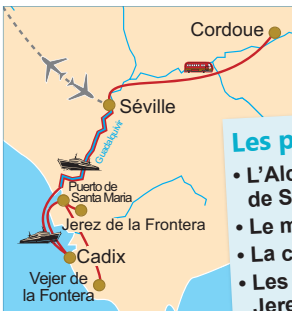 Cordoue
Séville
Guadalquivir
Puerto de
Santa Maria
Jerez de la Frontera
Cadix
Vejer de
la Fontera
Les p
• L'Alc
de S
• Le m
• La c
• Les
Jere